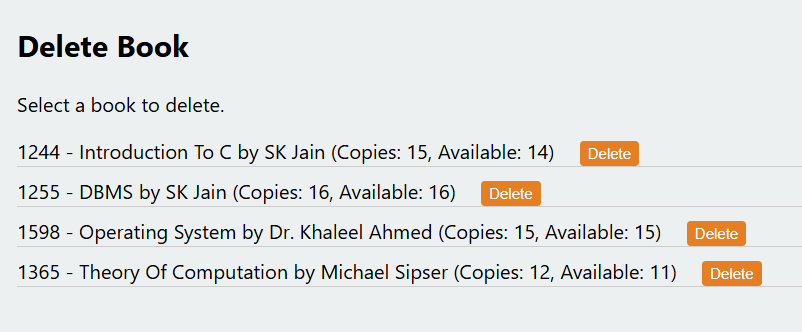 Delete Book
Select a book to delete.
1244 - Introduction To C by SK Jain (Copies: 15, Available: 14) Delete
1255 - DBMS by SK Jain (Copies: 16, Available: 16) Delete
1598 - Operating System by Dr. Khaleel Ahmed (Copies: 15, Available: 15) Delete
1365 - Theory Of Computation by Michael Sipser (Copies: 12, Available: 11) Delete